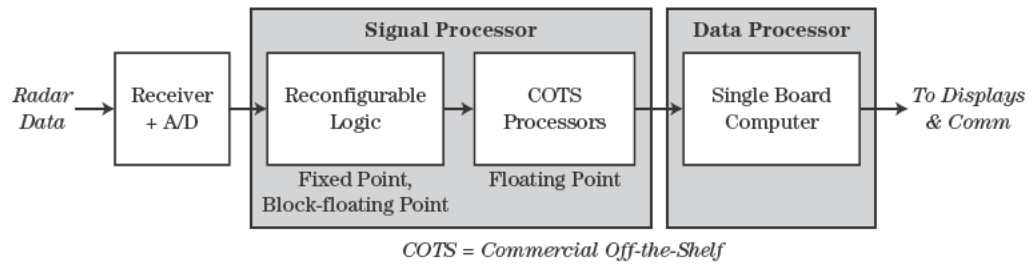 Signal Processor
Data Processor
Radar
Data
Receiver
+ A/D
Reconfigurable
Logic
COTS
Processors
Single Board
Computer
To Displays
& Comm
Fixed Point,
Block-floating Point
Floating Point
COTS = Commercial Off-the-Shelf